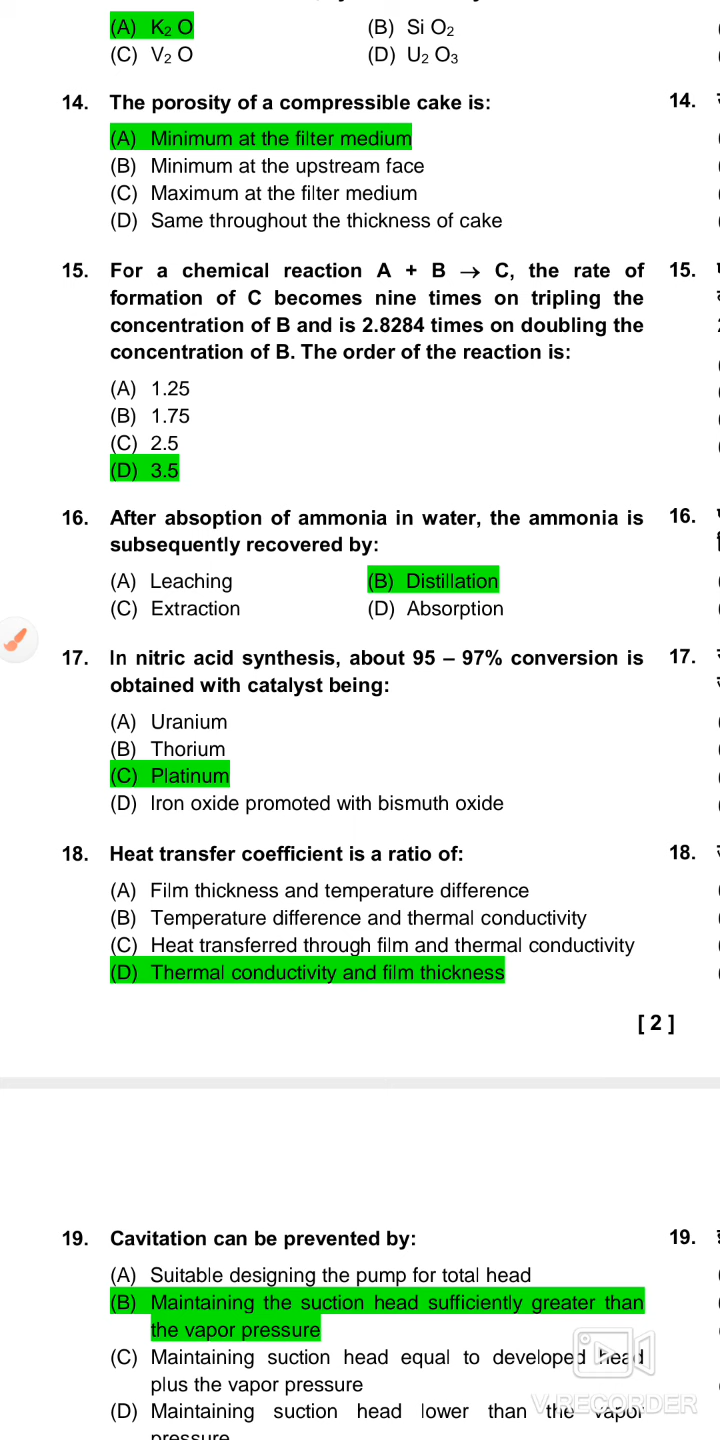 (A) K₂ O (B) Si O₂
(C) V₂ O (D) U₂ O₃
14. The porosity of a compressible cake is: 14.
(A) Minimum at the filter medium
(B) Minimum at the upstream face
(C) Maximum at the filter medium
(D) Same throughout the thickness of cake
15. For a chemical reaction A + B → C, the rate of 15.
formation of C becomes nine times on tripling the
concentration of B and is 2.8284 times on doubling the
concentration of B. The order of the reaction is:
(A) 1.25
(B) 1.75
(C) 2.5
(D) 3.5
16. After absoption of ammonia in water, the ammonia is 16.
subsequently recovered by:
(A) Leaching (B) Distillation
(C) Extraction (D) Absorption
17. In nitric acid synthesis, about 95 – 97% conversion is 17.
obtained with catalyst being:
(A) Uranium
(B) Thorium
(C) Platinum
(D) Iron oxide promoted with bismuth oxide
18. Heat transfer coefficient is a ratio of: 18.
(A) Film thickness and temperature difference
(B) Temperature difference and thermal conductivity
(C) Heat transferred through film and thermal conductivity
(D) Thermal conductivity and film thickness
[ 2 ]
19. Cavitation can be prevented by: 19.
(A) Suitable designing the pump for total head
(B) Maintaining the suction head sufficiently greater than
the vapor pressure
(C) Maintaining suction head equal to developed head
plus the vapor pressure
(D) Maintaining suction head lower than the vapor
pressure
V RECORDER